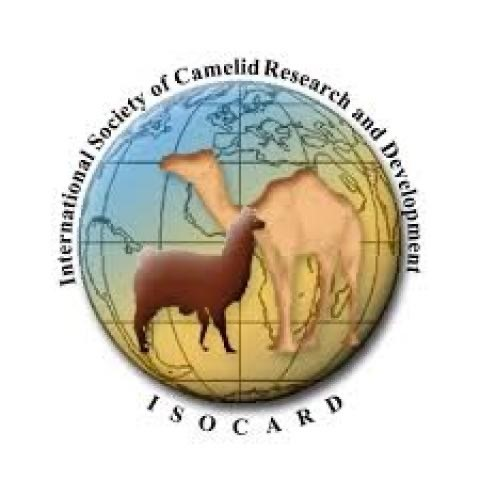 International Society of Camelid Research and Development
ISOCARD